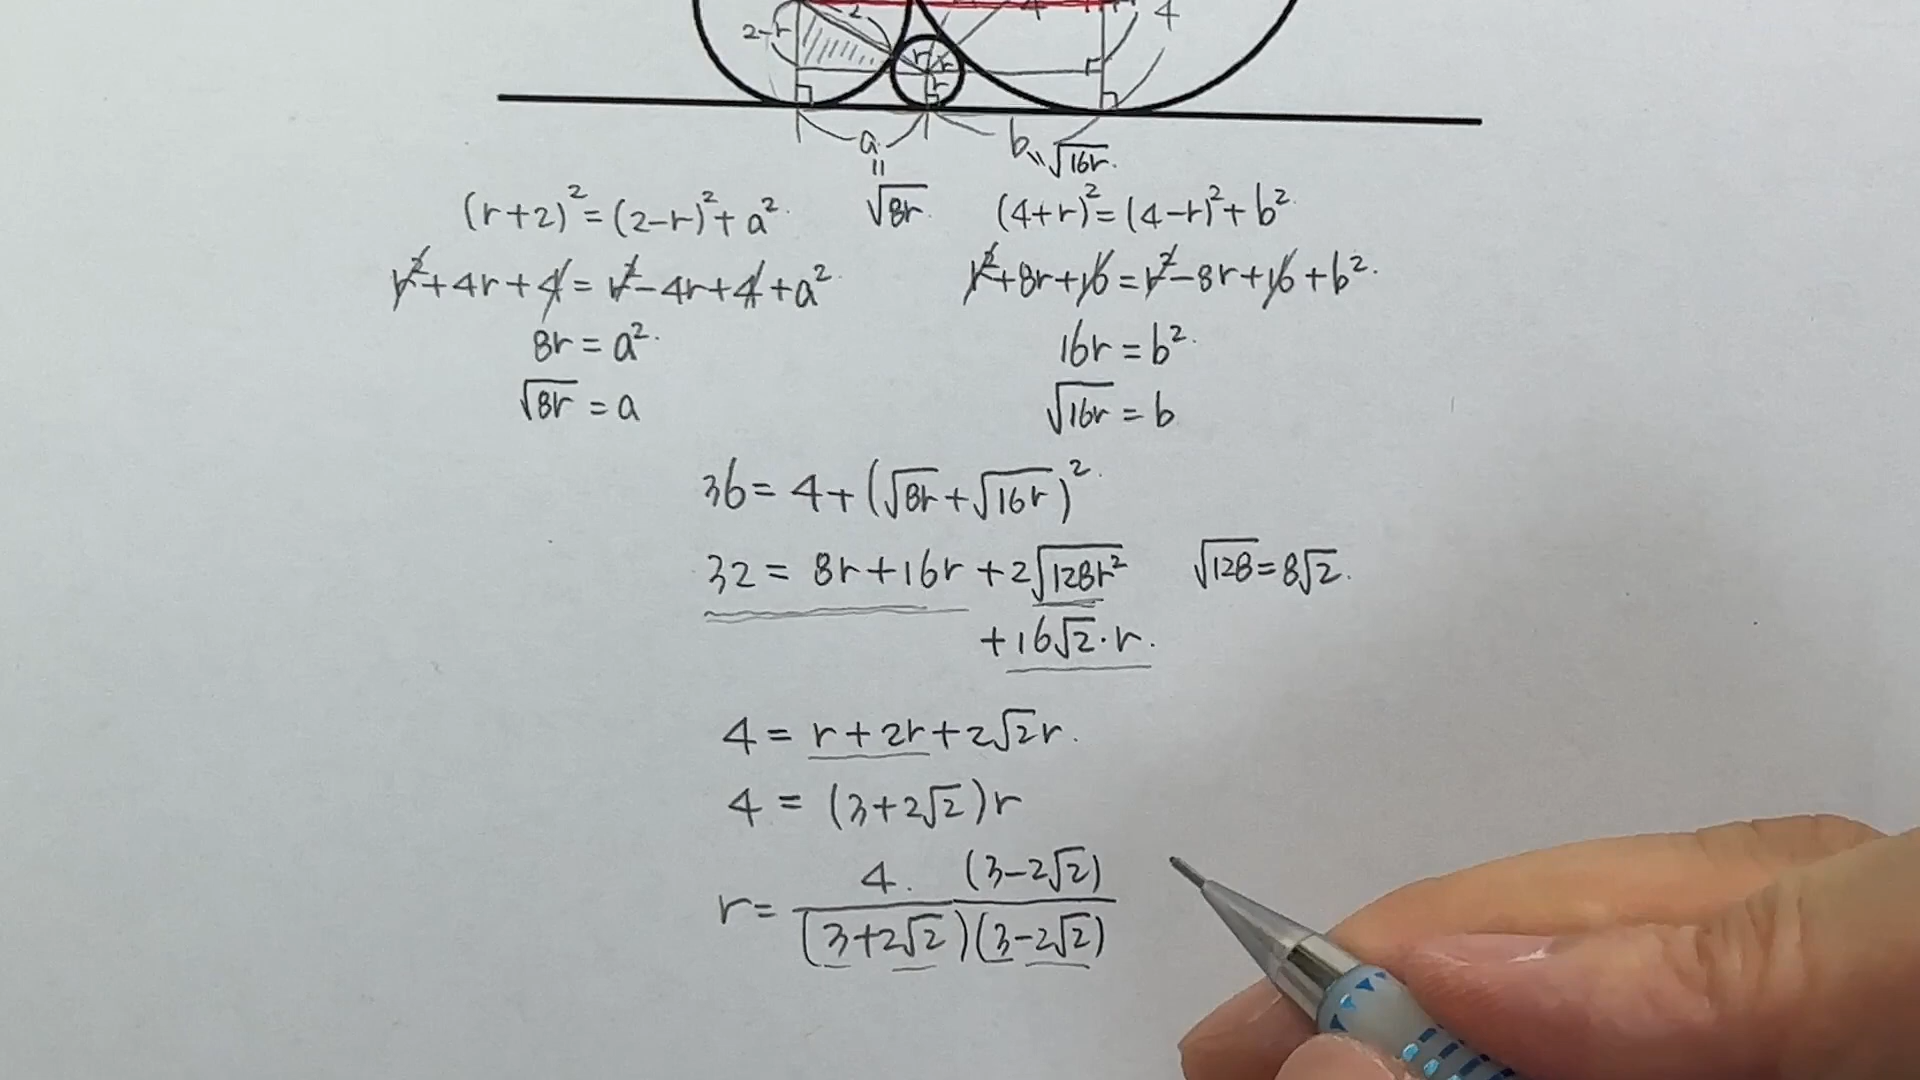 2-r 2 4 4
r r r
a b = √16r.
=
(r+2)² = (2-r)² + a². √8r. (4+r)² = (4-r)² + b².
r² + 4r + 4 = r² - 4r + 4 + a². r² + 8r + 16 = r² - 8r + 16 + b².
8r = a². 16r = b².
√8r = a √16r = b
36 = 4 + (√8r + √16r)².
32 = 8r + 16r + 2√128r² √128 = 8√2.
+ 16√2 · r.
4 = r + 2r + 2√2r.
4 = (3+2√2)r
4. (3-2√2)
r =
(3+2√2)(3-2√2)